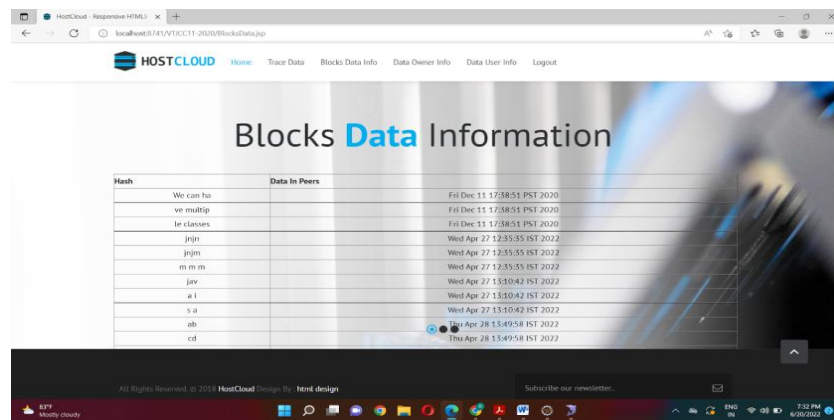 HostCloud - Responsive HTML5
localhost:8741/VTJCC11-2020/BlocksData.jsp
HOSTCLOUD Home Trace Data Blocks Data Info Data Owner Info Data User Info Logout
Blocks Data Information
Hash Data In Peers
We can ha Fri Dec 11 17:38:51 PST 2020
ve multip Fri Dec 11 17:38:51 PST 2020
le classes Fri Dec 11 17:38:51 PST 2020
jnjn Wed Apr 27 12:35:35 IST 2022
jnjm Wed Apr 27 12:35:35 IST 2022
m m m Wed Apr 27 12:35:35 IST 2022
jav Wed Apr 27 13:10:42 IST 2022
a i Wed Apr 27 13:10:42 IST 2022
s a Wed Apr 27 13:10:42 IST 2022
ab Thu Apr 28 13:49:58 IST 2022
cd Thu Apr 28 13:49:58 IST 2022
All Rights Reserved. © 2018 HostCloud Design By : html design Subscribe our newsletter..
83°F
Mostly cloudy
ENG
IN
7:32 PM
6/20/2022